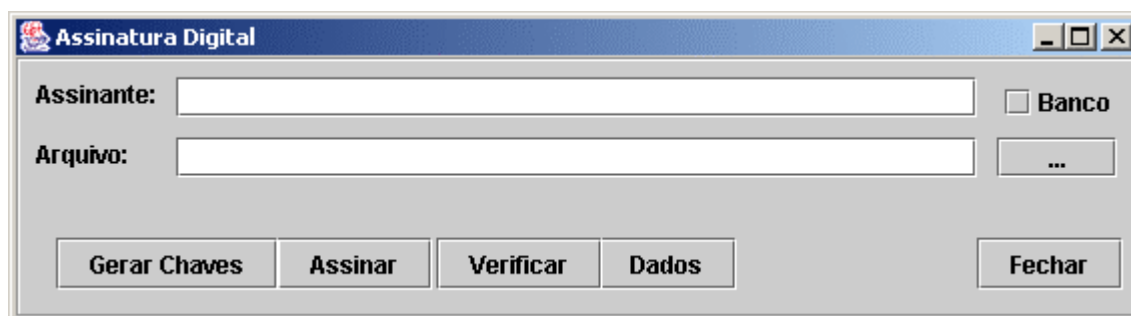 Assinatura Digital
Assinante:
Banco
Arquivo:
...
Gerar Chaves Assinar Verificar Dados Fechar